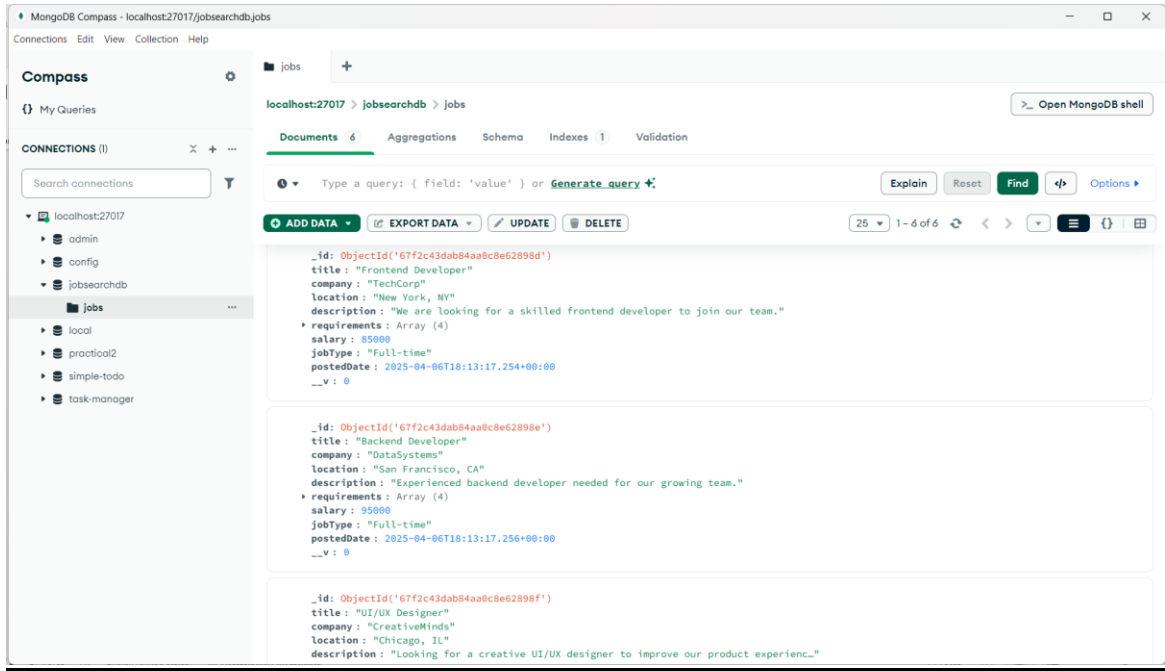 MongoDB Compass - localhost:27017/jobsearchdb.jobs
Connections Edit View Collection Help
Compass
{} My Queries
CONNECTIONS (1)
Search connections
localhost:27017
admin
config
jobsearchdb
jobs
local
practical2
simple-todo
task-manager
jobs
localhost:27017 > jobsearchdb > jobs
>_ Open MongoDB shell
Documents 6 Aggregations Schema Indexes 1 Validation
Type a query: { field: 'value' } or Generate query
Explain Reset Find </> Options
ADD DATA EXPORT DATA UPDATE DELETE
25 1 – 6 of 6 {}
_id: ObjectId('67f2c43dab84aa0c8e62898d')
title : "Frontend Developer"
company : "TechCorp"
location : "New York, NY"
description : "We are looking for a skilled frontend developer to join our team."
requirements : Array (4)
salary : 85000
jobType : "Full-time"
postedDate : 2025-04-06T18:13:17.254+00:00
__v : 0
_id: ObjectId('67f2c43dab84aa0c8e62898e')
title : "Backend Developer"
company : "DataSystems"
location : "San Francisco, CA"
description : "Experienced backend developer needed for our growing team."
requirements : Array (4)
salary : 95000
jobType : "Full-time"
postedDate : 2025-04-06T18:13:17.256+00:00
__v : 0
_id: ObjectId('67f2c43dab84aa0c8e62898f')
title : "UI/UX Designer"
company : "CreativeMinds"
location : "Chicago, IL"
description : "Looking for a creative UI/UX designer to improve our product experienc…"